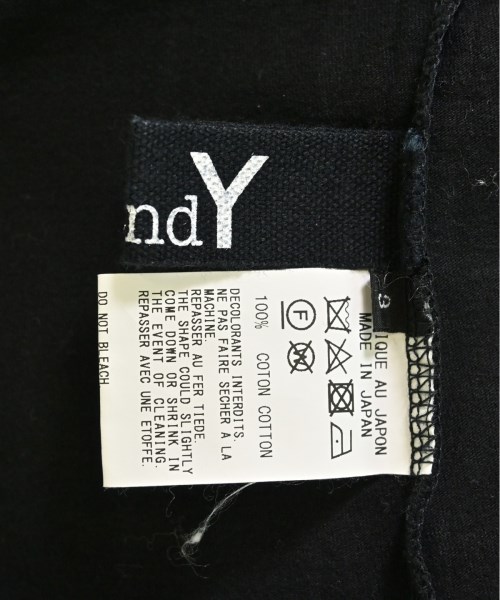 ndY
3
IQUE AU JAPON
MADE IN JAPAN
F
W
100% COTON COTTON
DECOLORANTS INTERDITS.
NE PAS FAIRE SECHER A LA
MACHINE.
REPASSER AU FER TIEDE.
THE SHAPE COULD SLIGHTLY
COME DOWN OR SHRINK IN
THE EVENT OF CLEANING.
REPASSER AVEC UNE ETOFFE.
DO NOT BLEACH